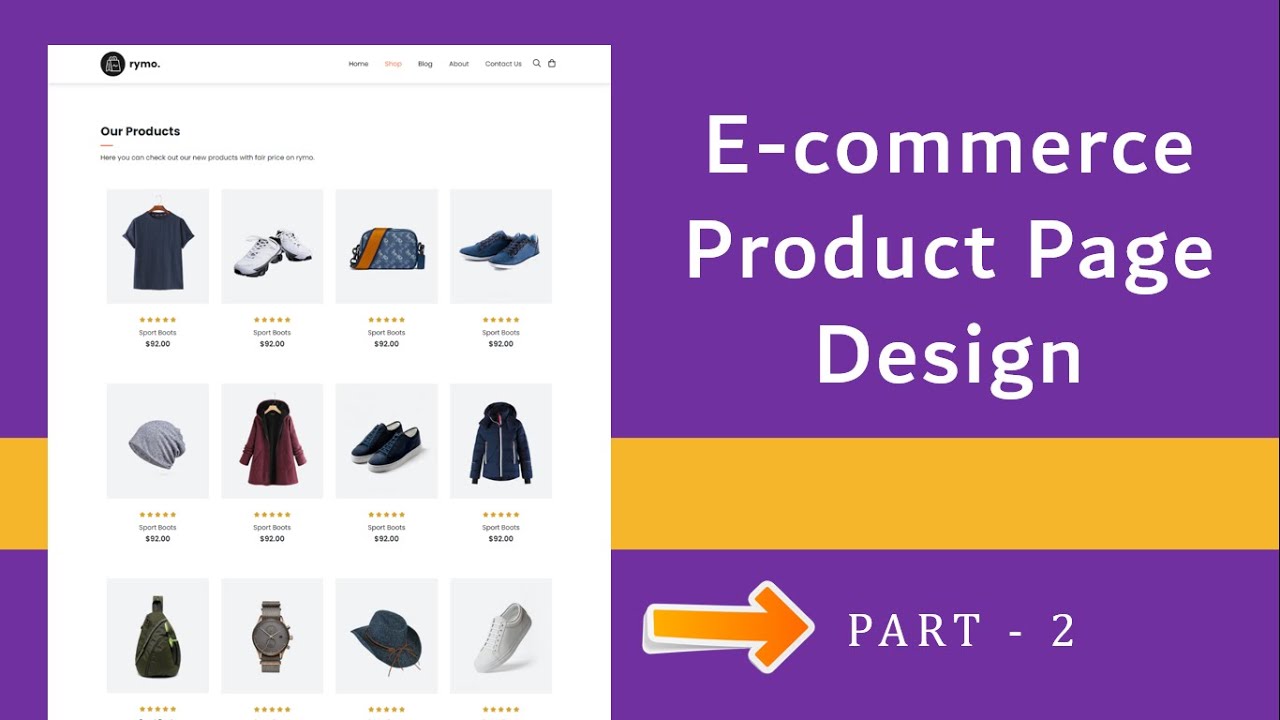 rymo.
Home Shop Blog About Contact Us
Our Products
Here you can check out our new products with fair price on rymo.
Sport Boots Sport Boots Sport Boots Sport Boots
$92.00 $92.00 $92.00 $92.00
Sport Boots Sport Boots Sport Boots Sport Boots
$92.00 $92.00 $92.00 $92.00
E-commerce
Product Page
Design
PART - 2